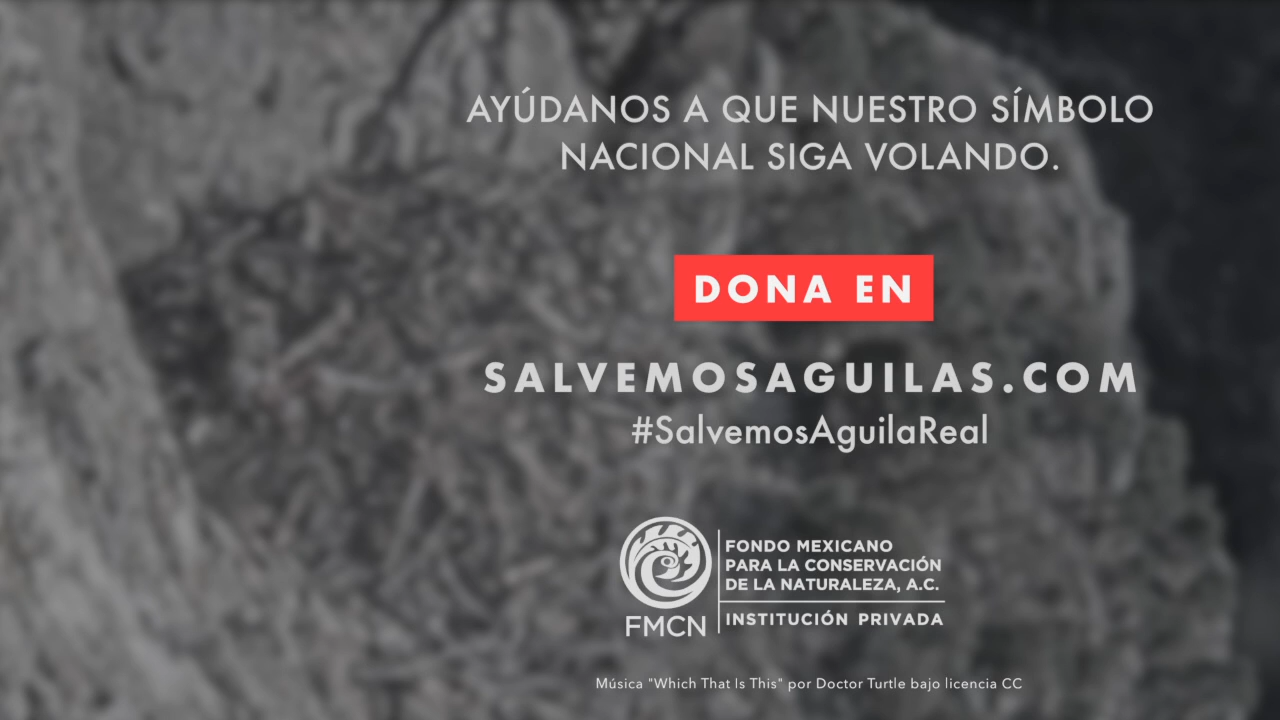 AYÚDANOS A QUE NUESTRO SÍMBOLO
NACIONAL SIGA VOLANDO.
DONA EN
SALVEMOSAGUILAS.COM
#SalvemosAguilaReal
FONDO MEXICANO
PARA LA CONSERVACIÓN
DE LA NATURALEZA, A.C.
INSTITUCIÓN PRIVADA
FMCN
Música "Which That Is This" por Doctor Turtle bajo licencia CC